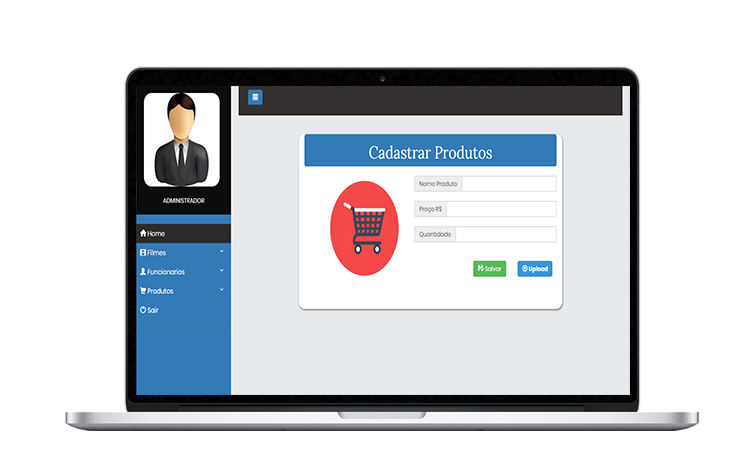 ADMINISTRADOR
Home
Filmes
Funcionarios
Produtos
Sair
Cadastrar Produtos
Nome Produto
Preço R$
Quantidade
Salvar
Upload